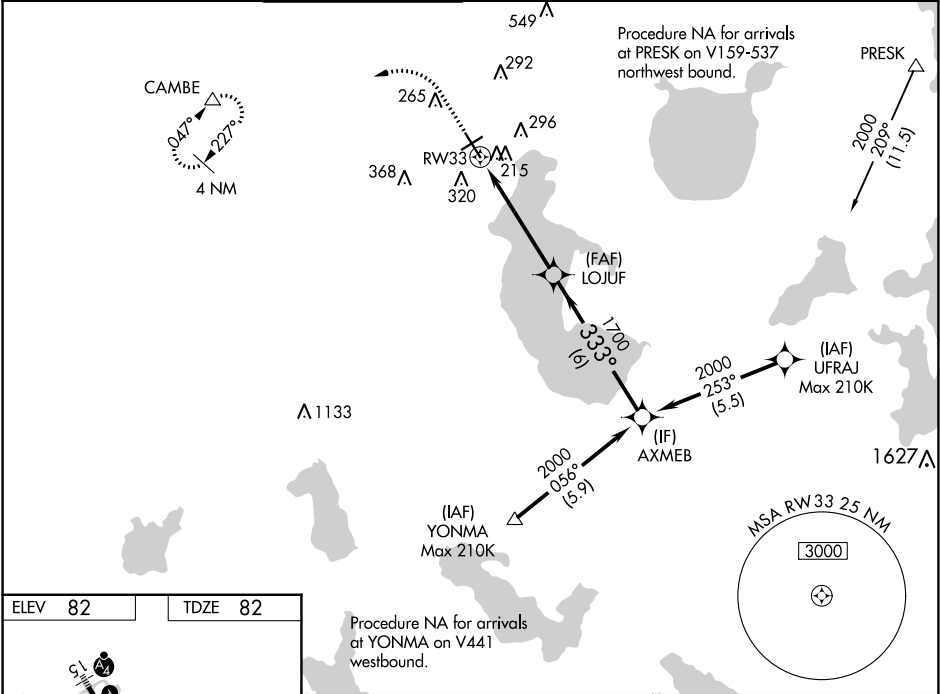 549
Procedure NA for arrivals
at PRESK on V159-537
northwest bound.
PRESK
292
CAMBE
265
047°
227°
296
2000
209°
(11.5)
RW33
215
368
320
4 NM
(FAF)
LOJUF
1700
333°
(6)
(IAF)
UFRAJ
Max 210K
2000
253°
(5.5)
1133
(IF)
AXMEB
1627
2000
056°
(5.9)
(IAF)
YONMA
Max 210K
MSA RW33 25 NM
3000
ELEV 82
TDZE 82
Procedure NA for arrivals
at YONMA on V441
westbound.
15
A4